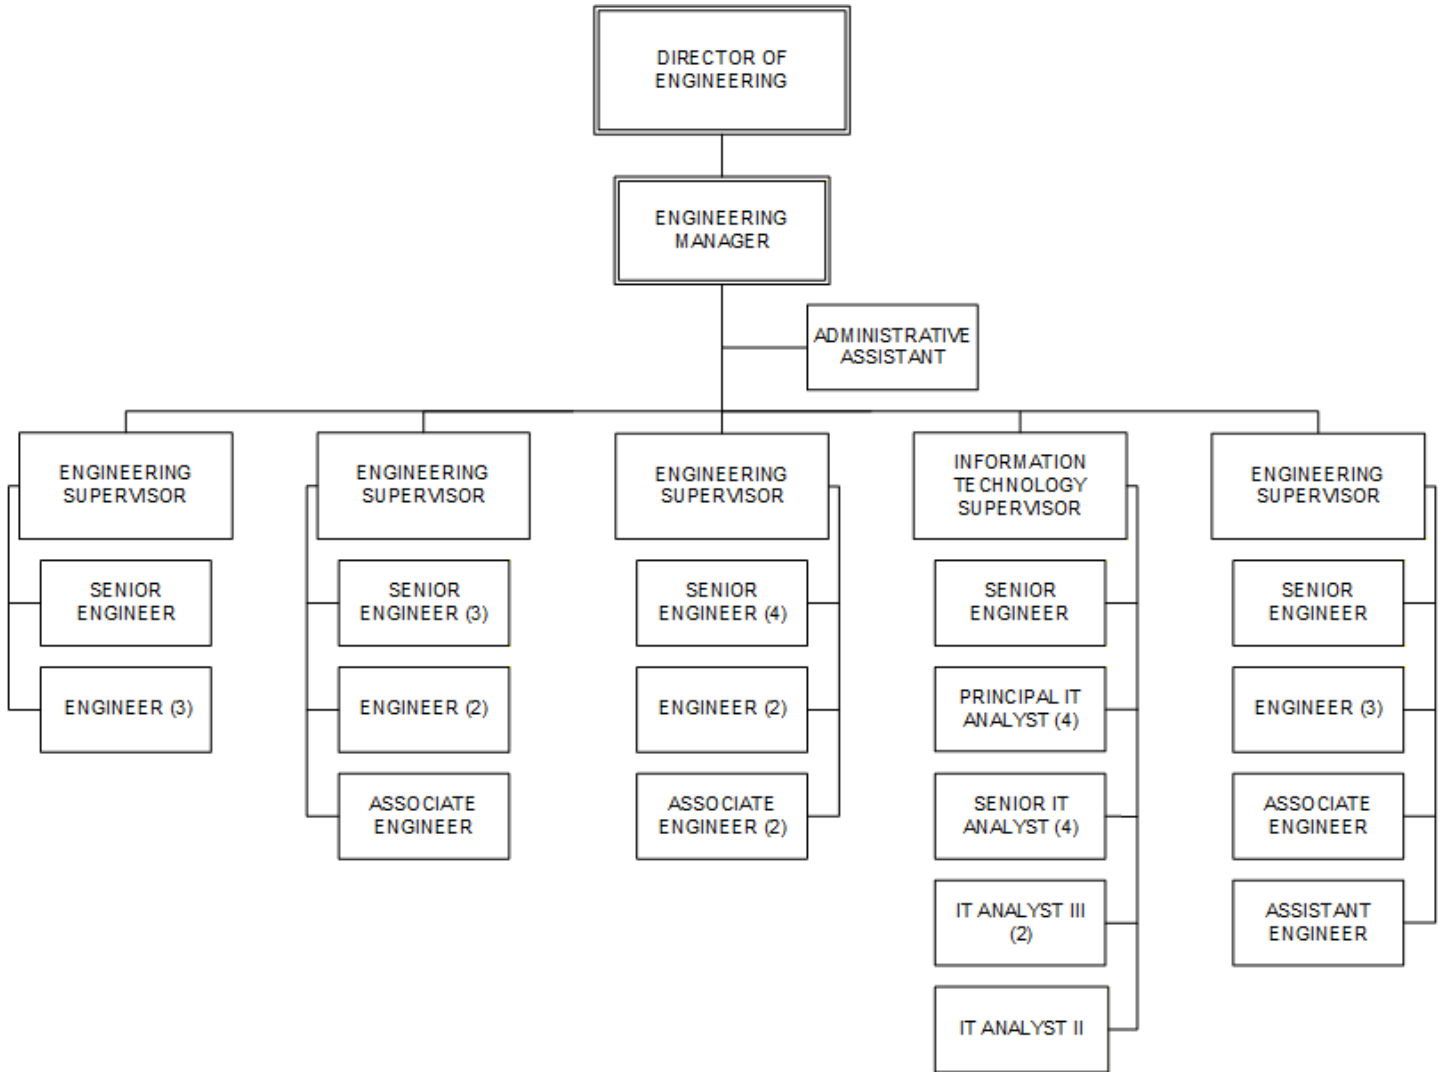 DIRECTOR OF
ENGINEERING
ENGINEERING
MANAGER
ADMINISTRATIVE
ASSISTANT
ENGINEERING
SUPERVISOR
SENIOR
ENGINEER
ENGINEER (3)
ENGINEERING
SUPERVISOR
SENIOR
ENGINEER (3)
ENGINEER (2)
ASSOCIATE
ENGINEER
ENGINEERING
SUPERVISOR
SENIOR
ENGINEER (4)
ENGINEER (2)
ASSOCIATE
ENGINEER (2)
INFORMATION
TECHNOLOGY
SUPERVISOR
SENIOR
ENGINEER
PRINCIPAL IT
ANALYST (4)
SENIOR IT
ANALYST (4)
IT ANALYST III
(2)
IT ANALYST II
ENGINEERING
SUPERVISOR
SENIOR
ENGINEER
ENGINEER (3)
ASSOCIATE
ENGINEER
ASSISTANT
ENGINEER